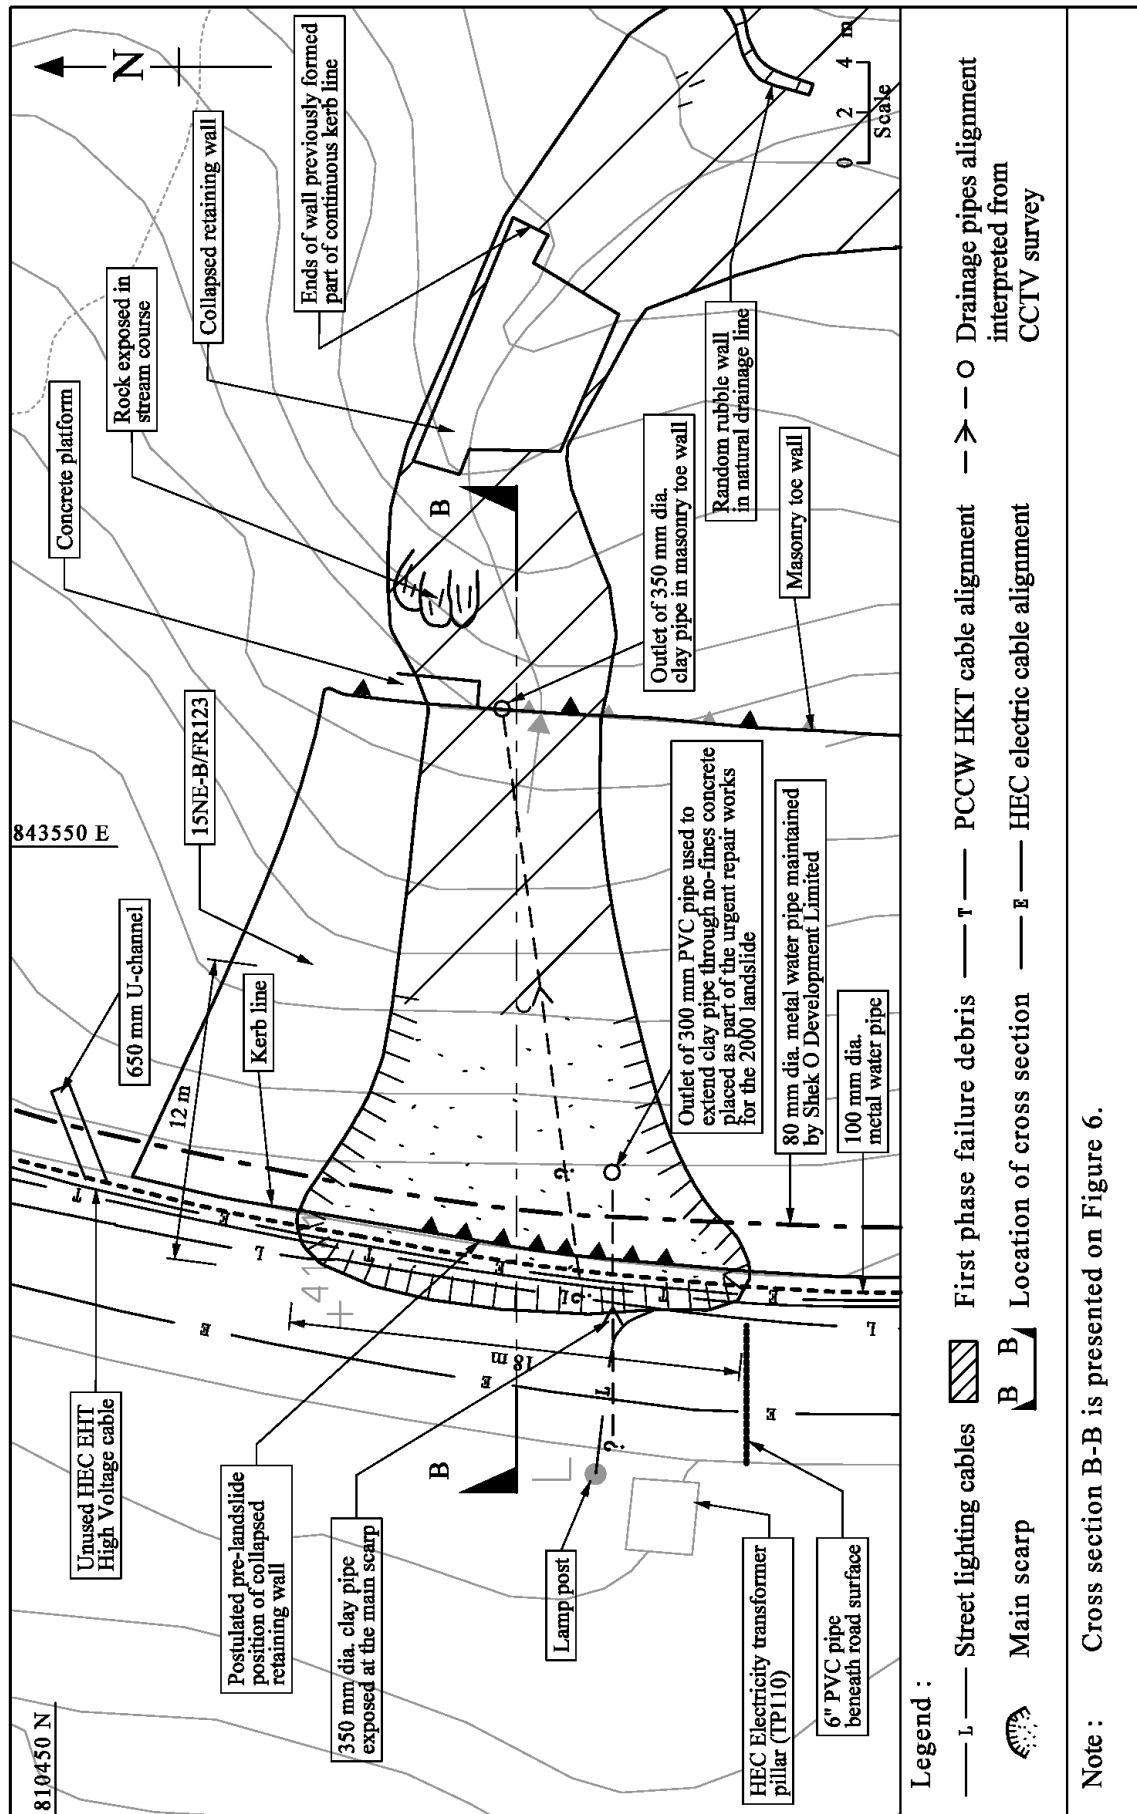 N
810450 N
843550 E
Unused HEC EHT
High Voltage cable
650 mm U-channel
15NE-B/FR123
Concrete platform
Rock exposed in
stream course
Collapsed retaining wall
Ends of wall previously formed
part of continuous kerb line
Postulated pre-landslide
position of collapsed
retaining wall
12 m
Kerb line
350 mm dia. clay pipe
exposed at the main scarp
18 m
41
B
B
Lamp post
HEC Electricity transformer
pillar (TP110)
6" PVC pipe
beneath road surface
Outlet of 300 mm PVC pipe used to
extend clay pipe through no-fines concrete
placed as part of the urgent repair works
for the 2000 landslide
80 mm dia. metal water pipe maintained
by Shek O Development Limited
100 mm dia.
metal water pipe
Outlet of 350 mm dia.
clay pipe in masonry toe wall
Random rubble wall
in natural drainage line
Masonry toe wall
T
E
L
E
T
E
E
T
E
L
T
E
?
?
?
0 2 4 m
Scale
Legend :
L Street lighting cables
First phase failure debris
T PCCW HKT cable alignment
Drainage pipes alignment
interpreted from
CCTV survey
Main scarp
B B Location of cross section
E HEC electric cable alignment
Note : Cross section B-B is presented on Figure 6.